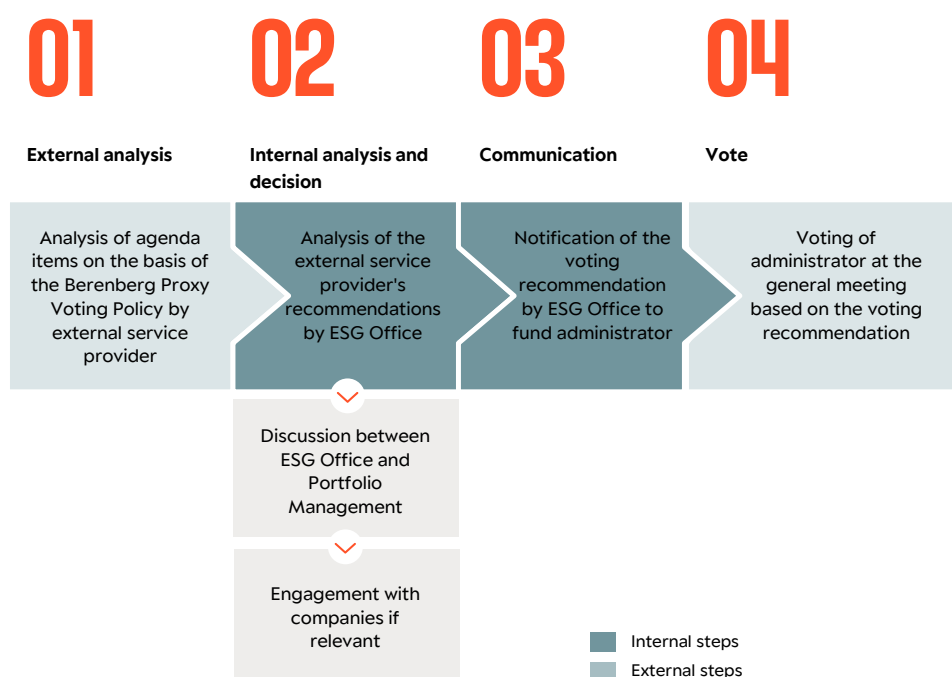 01
02
03
04
External analysis
Internal analysis and
decision
Communication
Vote
Analysis of agenda
items on the basis of
the Berenberg Proxy
Voting Policy by
external service
provider
Analysis of the
external service
provider's
recommendations
by ESG Office
Notification of the
voting
recommendation
by ESG Office to
fund administrator
Voting of
administrator at the
general meeting
based on the voting
recommendation
Discussion between
ESG Office and
Portfolio
Management
Engagement with
companies if
relevant
Internal steps
External steps